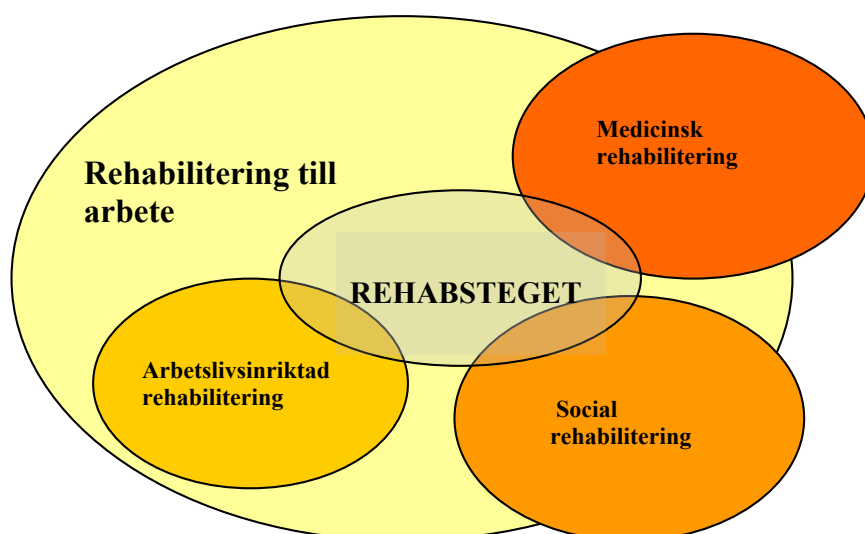 Medicinsk
rehabilitering
Rehabilitering till
arbete
REHABSTEGET
Arbetslivsinriktad
rehabilitering
Social
rehabilitering